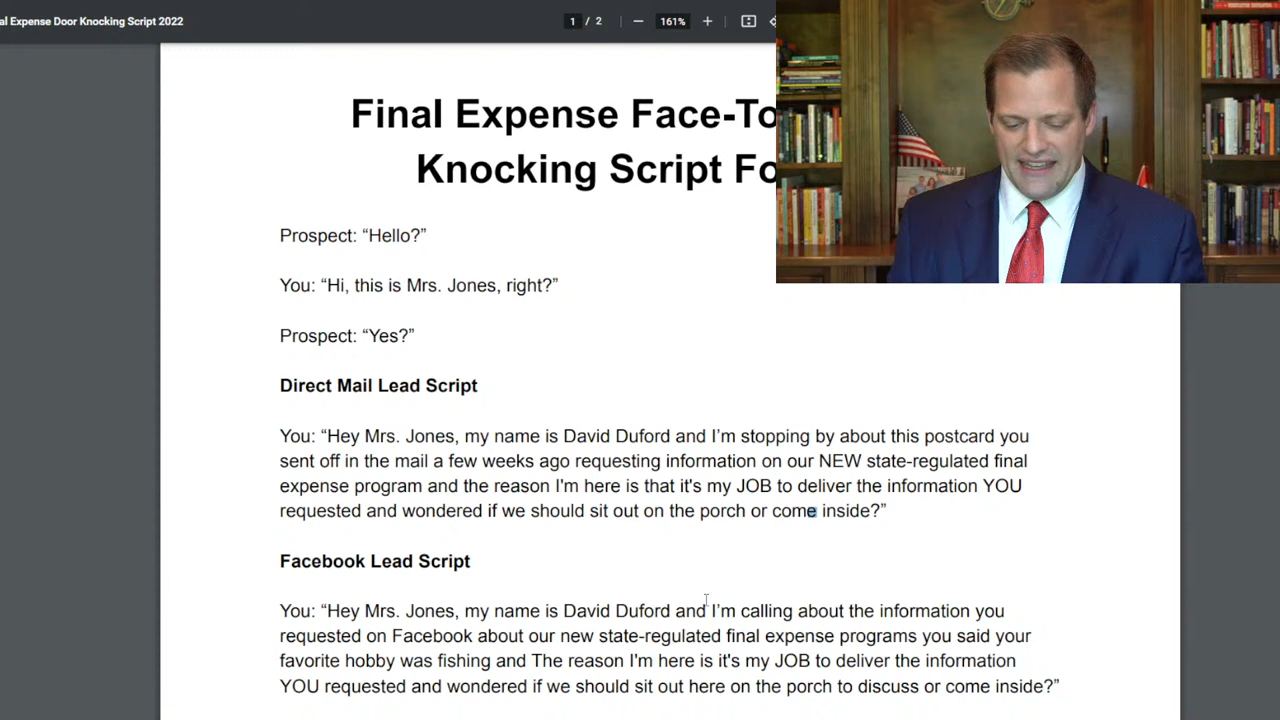 al Expense Door Knocking Script 2022
1 / 2
161%
Final Expense Face-To
Knocking Script Fo
Prospect: “Hello?”
You: “Hi, this is Mrs. Jones, right?”
Prospect: “Yes?”
Direct Mail Lead Script
You: “Hey Mrs. Jones, my name is David Duford and I’m stopping by about this postcard you
sent off in the mail a few weeks ago requesting information on our NEW state-regulated final
expense program and the reason I'm here is that it's my JOB to deliver the information YOU
requested and wondered if we should sit out on the porch or come inside?”
Facebook Lead Script
You: “Hey Mrs. Jones, my name is David Duford and I’m calling about the information you
requested on Facebook about our new state-regulated final expense programs you said your
favorite hobby was fishing and The reason I'm here is it's my JOB to deliver the information
YOU requested and wondered if we should sit out here on the porch to discuss or come inside?”